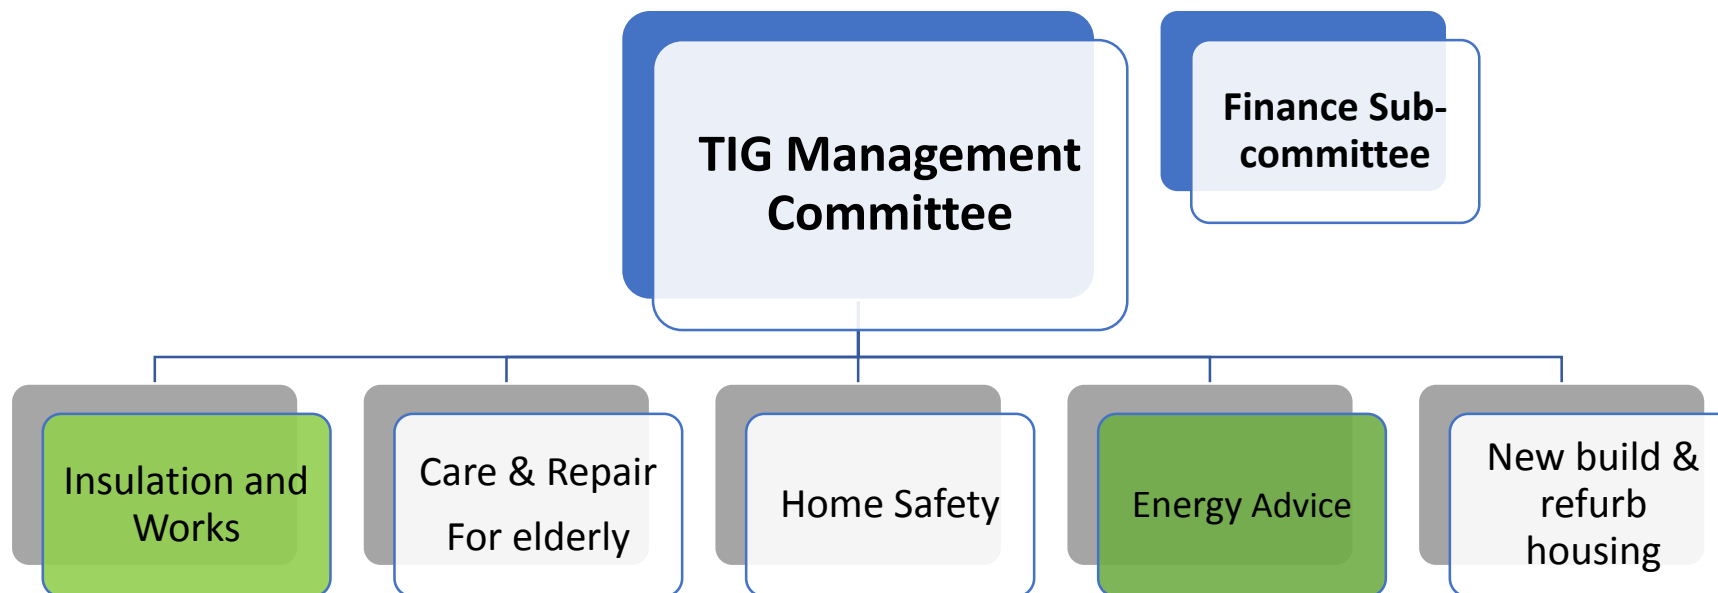 TIG Management
Committee
Finance Sub-
committee
Insulation and
Works
Care & Repair
For elderly
Home Safety
Energy Advice
New build &
refurb
housing